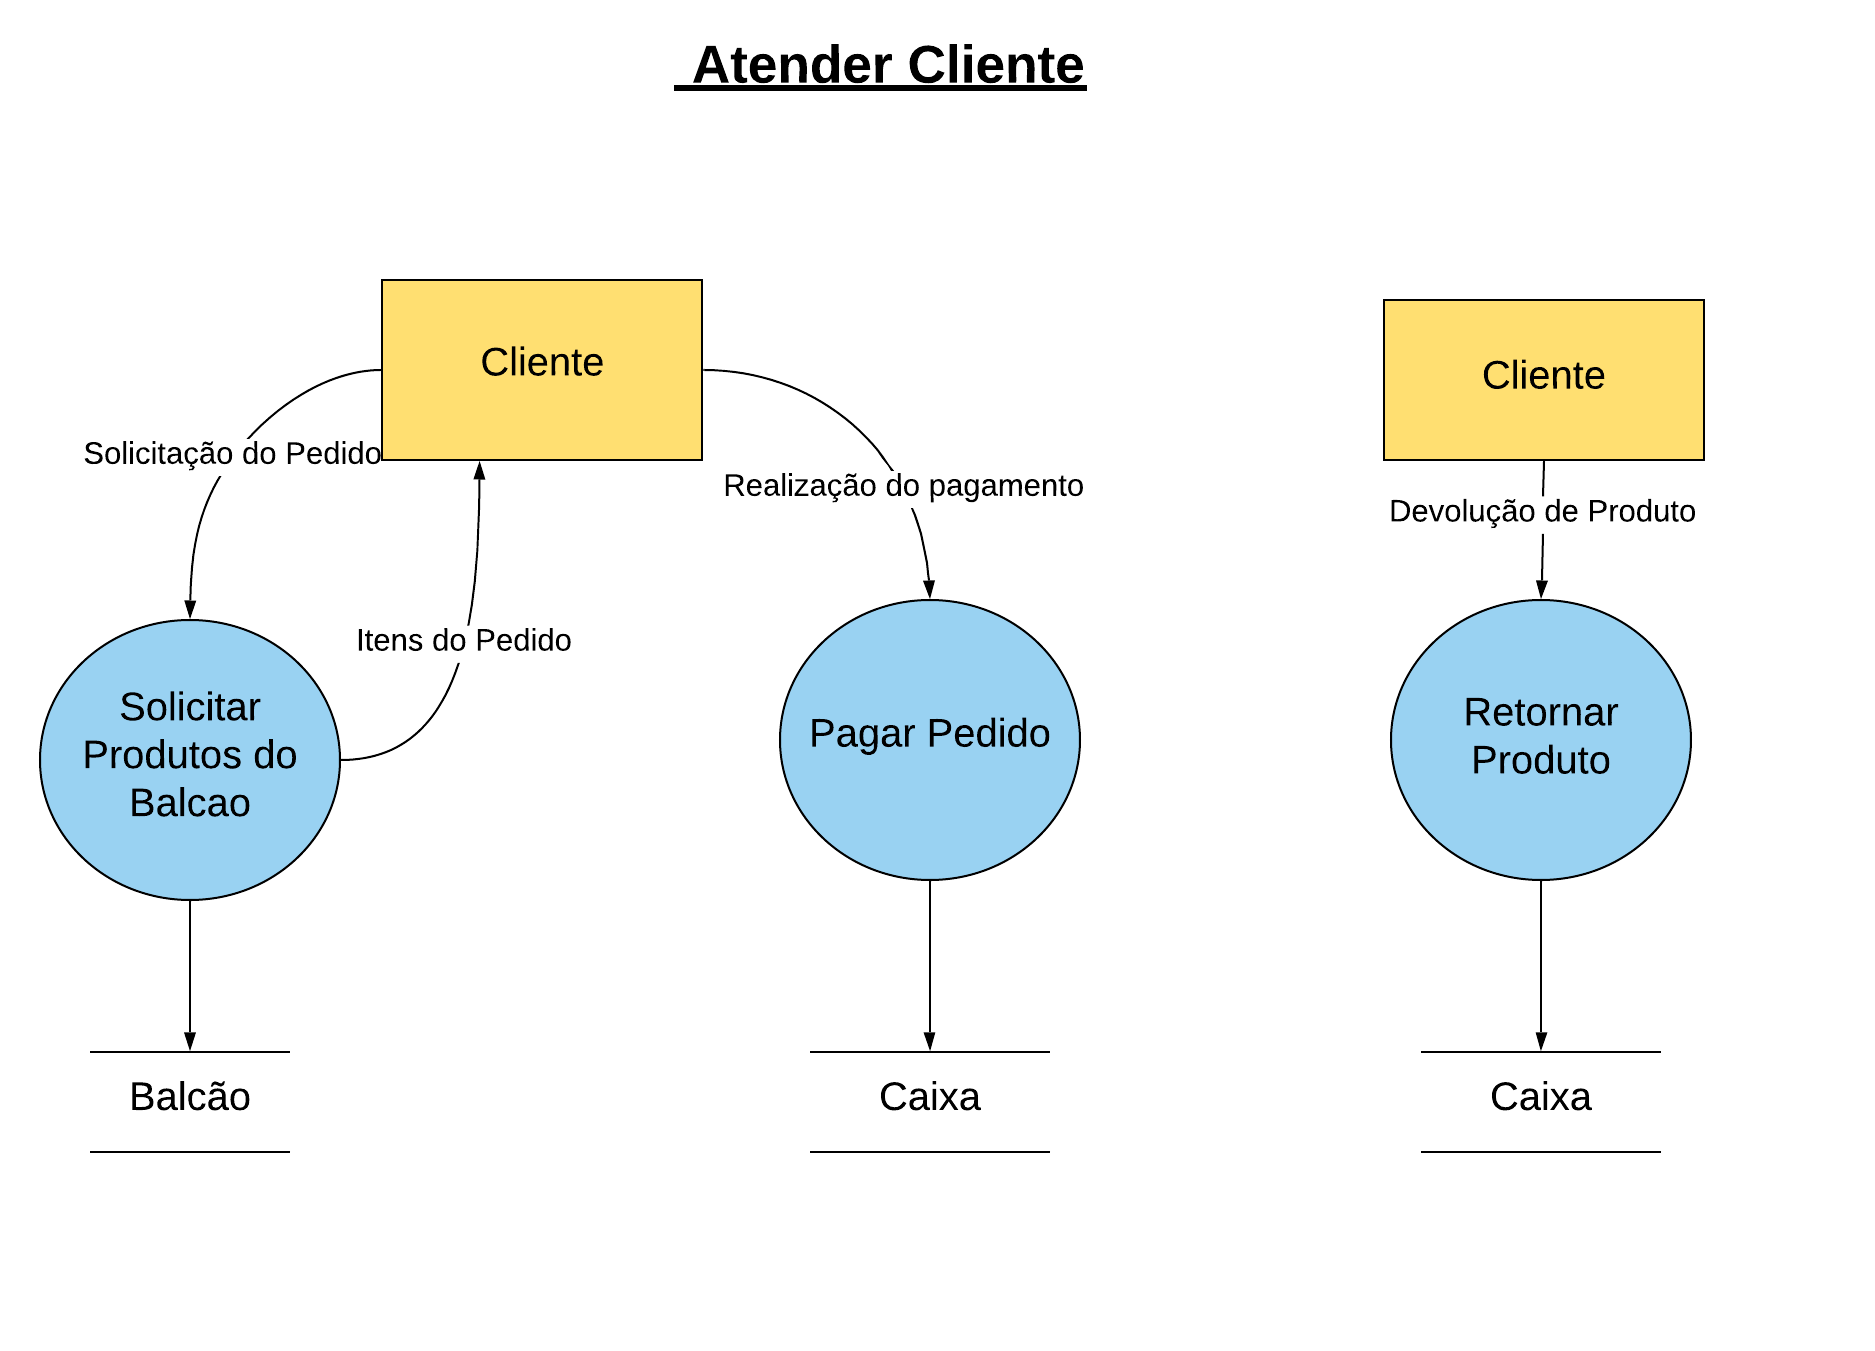 Atender Cliente
Cliente
Cliente
Solicitação do Pedido
Realização do pagamento
Devolução de Produto
Itens do Pedido
Solicitar
Produtos do
Balcao
Pagar Pedido
Retornar
Produto
Balcão
Caixa
Caixa